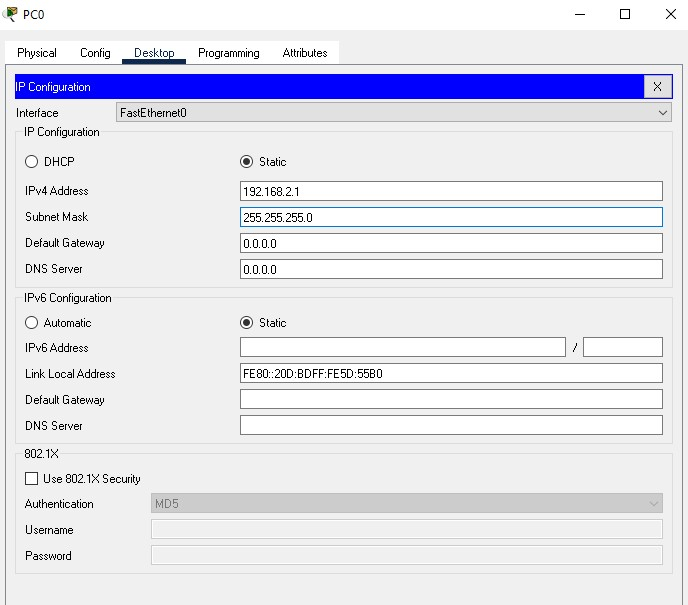 PC0
Physical Config Desktop Programming Attributes
IP Configuration X
Interface FastEthernet0
IP Configuration
DHCP Static
IPv4 Address 192.168.2.1
Subnet Mask 255.255.255.0
Default Gateway 0.0.0.0
DNS Server 0.0.0.0
IPv6 Configuration
Automatic Static
IPv6 Address /
Link Local Address FE80::20D:BDFF:FE5D:55B0
Default Gateway
DNS Server
802.1X
Use 802.1X Security
Authentication MD5
Username
Password